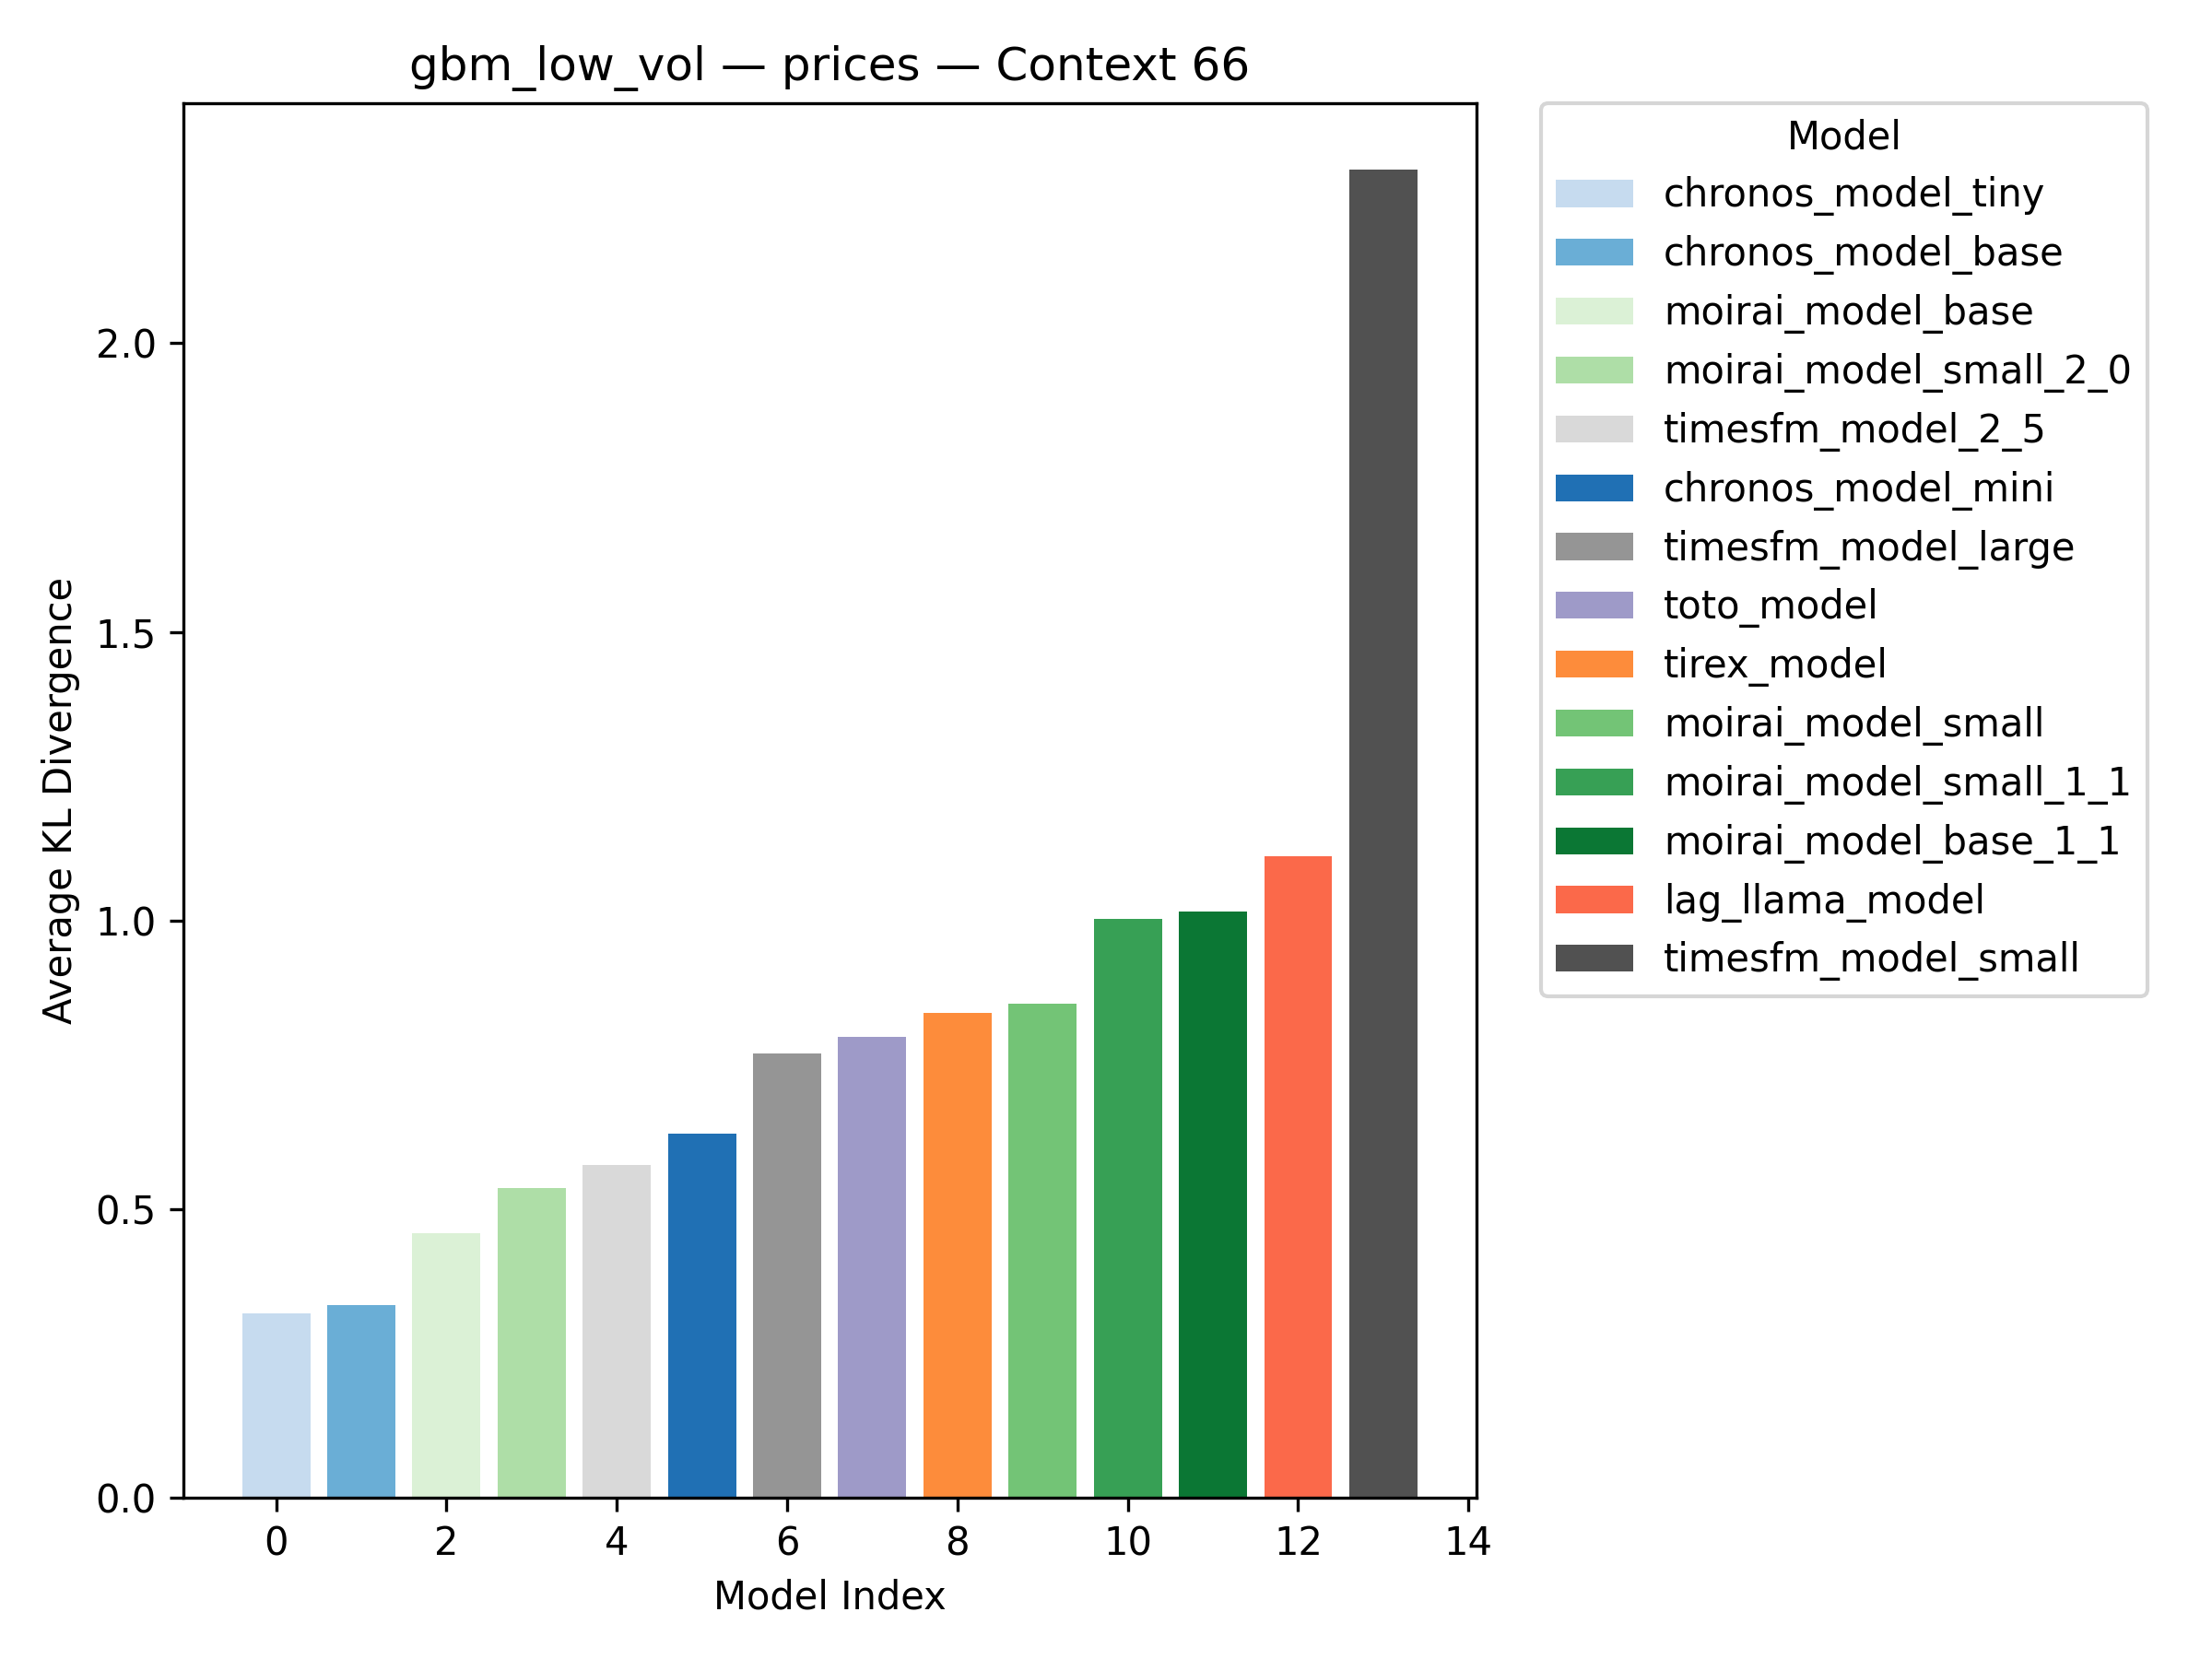 gbm_low_vol — prices — Context 66
Average KL Divergence
2.0
1.5
1.0
0.5
0.0
0 2 4 6 8 10 12 14
Model Index
Model
chronos_model_tiny
chronos_model_base
moirai_model_base
moirai_model_small_2_0
timesfm_model_2_5
chronos_model_mini
timesfm_model_large
toto_model
tirex_model
moirai_model_small
moirai_model_small_1_1
moirai_model_base_1_1
lag_llama_model
timesfm_model_small